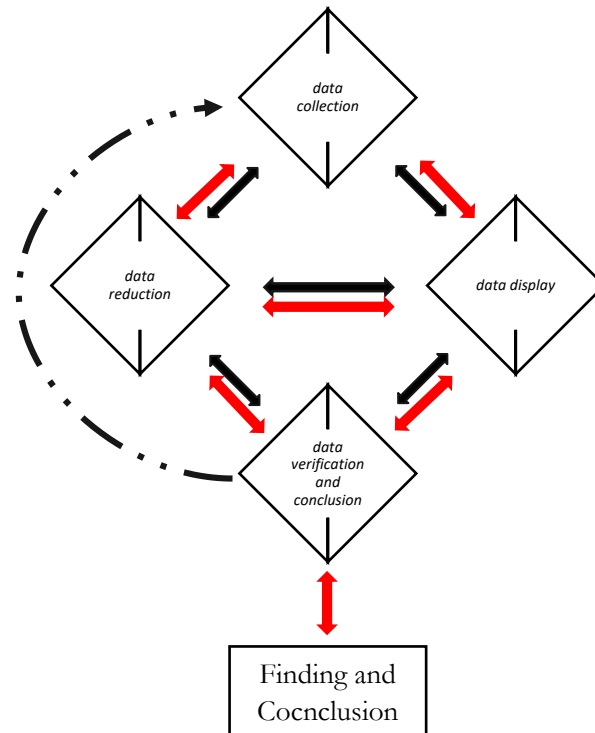 data
collection
data
reduction
data display
data
verification
and
conclusion
Finding and
Cocnclusion